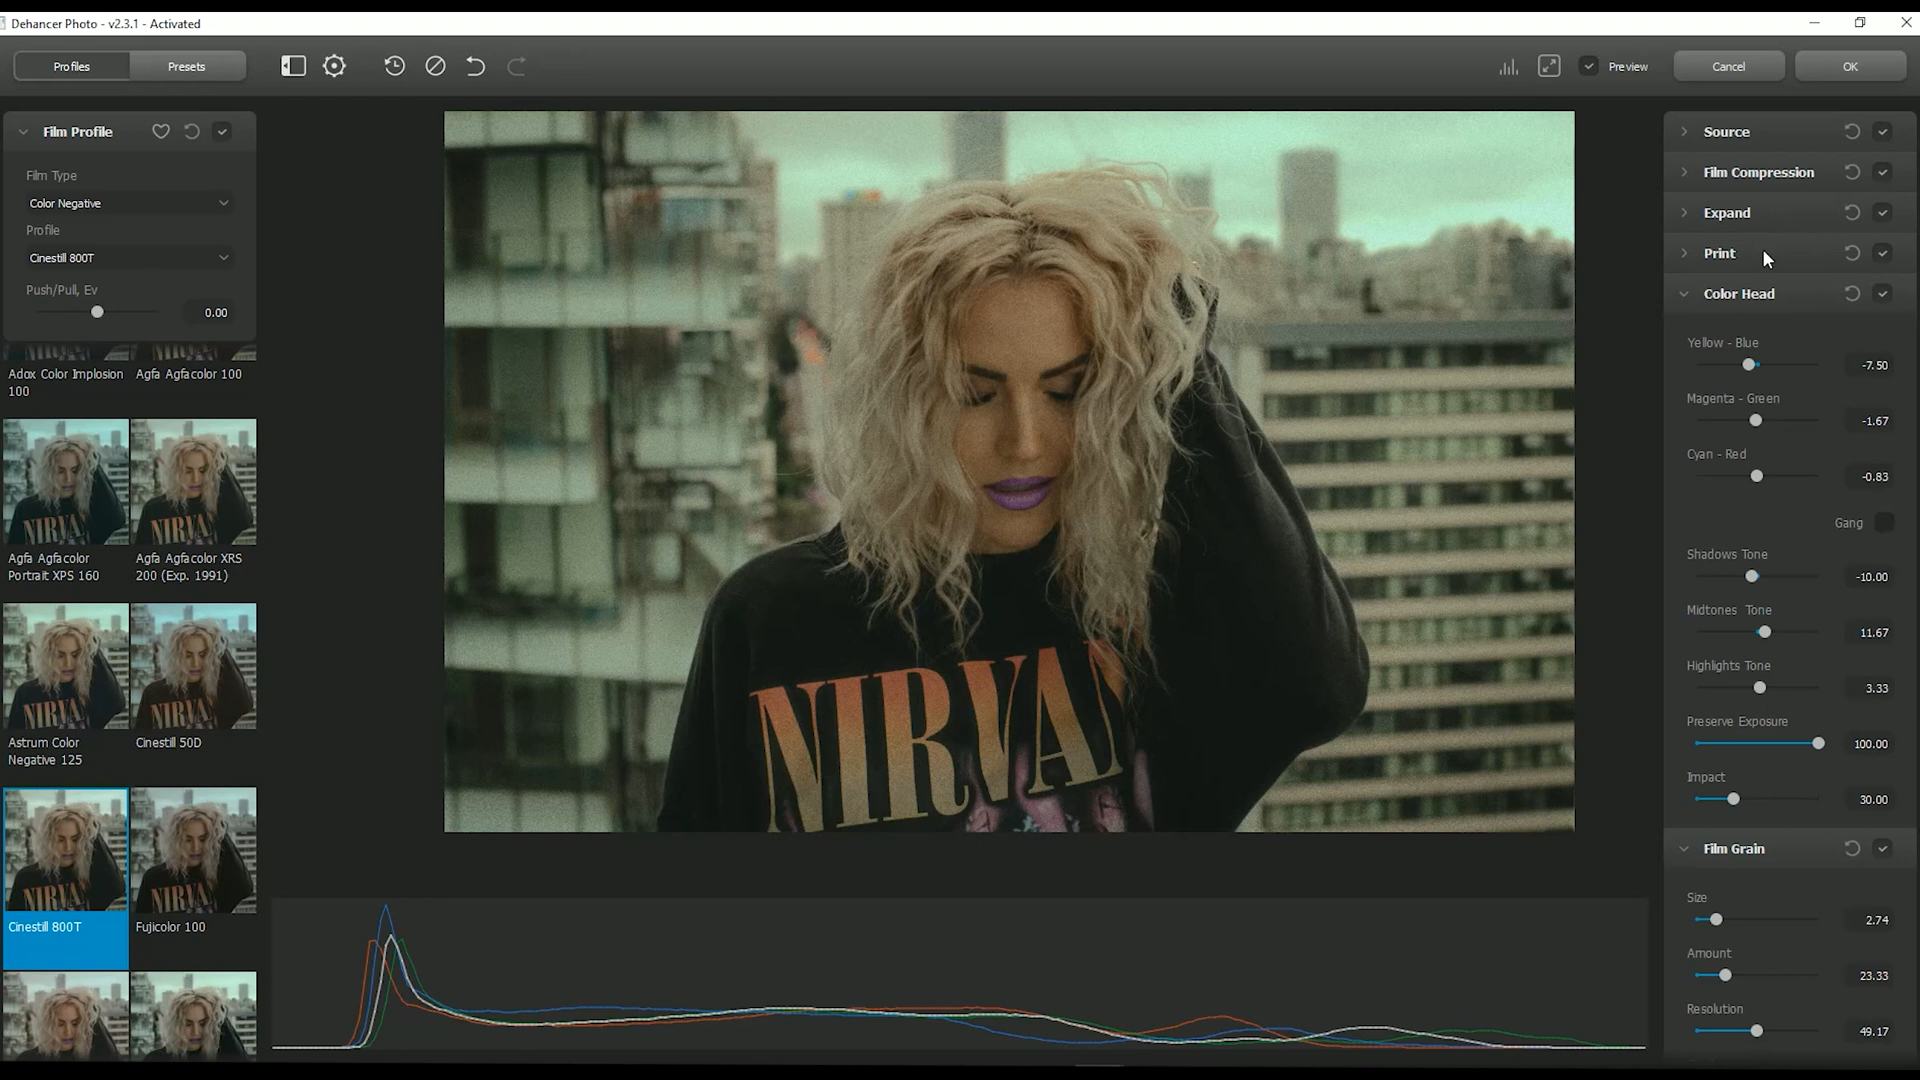 Dehancer Photo - v2.3.1 - Activated
Profiles
Presets
Preview
Cancel
OK
Film Profile
Film Type
Color Negative
Profile
Cinestill 800T
Push/Pull, Ev
0.00
Adox Color Implosion
100
Agfa Agfacolor 100
Agfa Agfacolor
Portrait XPS 160
Agfa Agfacolor XRS
200 (Exp. 1991)
Astrum Color
Negative 125
Cinestill 50D
Cinestill 800T
Fujicolor 100
NIRVAN
Source
Film Compression
Expand
Print
Color Head
Yellow - Blue
-7.50
Magenta - Green
-1.67
Cyan - Red
-0.83
Gang
Shadows Tone
-10.00
Midtones Tone
11.67
Highlights Tone
3.33
Preserve Exposure
100.00
Impact
30.00
Film Grain
Size
2.74
Amount
23.33
Resolution
49.17